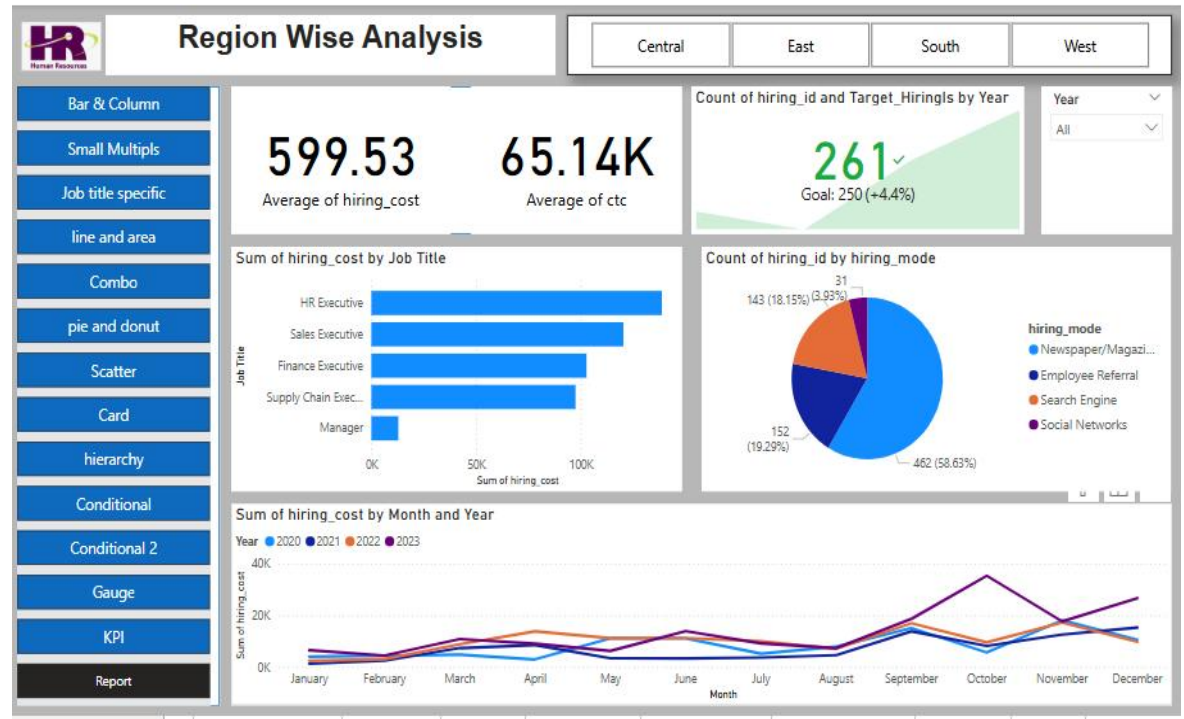 HR
Human Resources
Region Wise Analysis
Central
East
South
West
Bar & Column
Small Multipls
Job title specific
line and area
Combo
pie and donut
Scatter
Card
hierarchy
Conditional
Conditional 2
Gauge
KPI
Report
599.53
Average of hiring_cost
65.14K
Average of ctc
Count of hiring_id and Target_HiringIs by Year
261
Goal: 250 (+4.4%)
Year
All
Sum of hiring_cost by Job Title
Job Title
HR Executive
Sales Executive
Finance Executive
Supply Chain Exec...
Manager
0K
50K
100K
Sum of hiring_cost
Count of hiring_id by hiring_mode
31
(3.93%)
143 (18.15%)
152
(19.29%)
462 (58.63%)
hiring_mode
Newspaper/Magazi...
Employee Referral
Search Engine
Social Networks
Sum of hiring_cost by Month and Year
Year 2020 2021 2022 2023
Sum of hiring_cost
40K
20K
0K
January February March April May June July August September October November December
Month